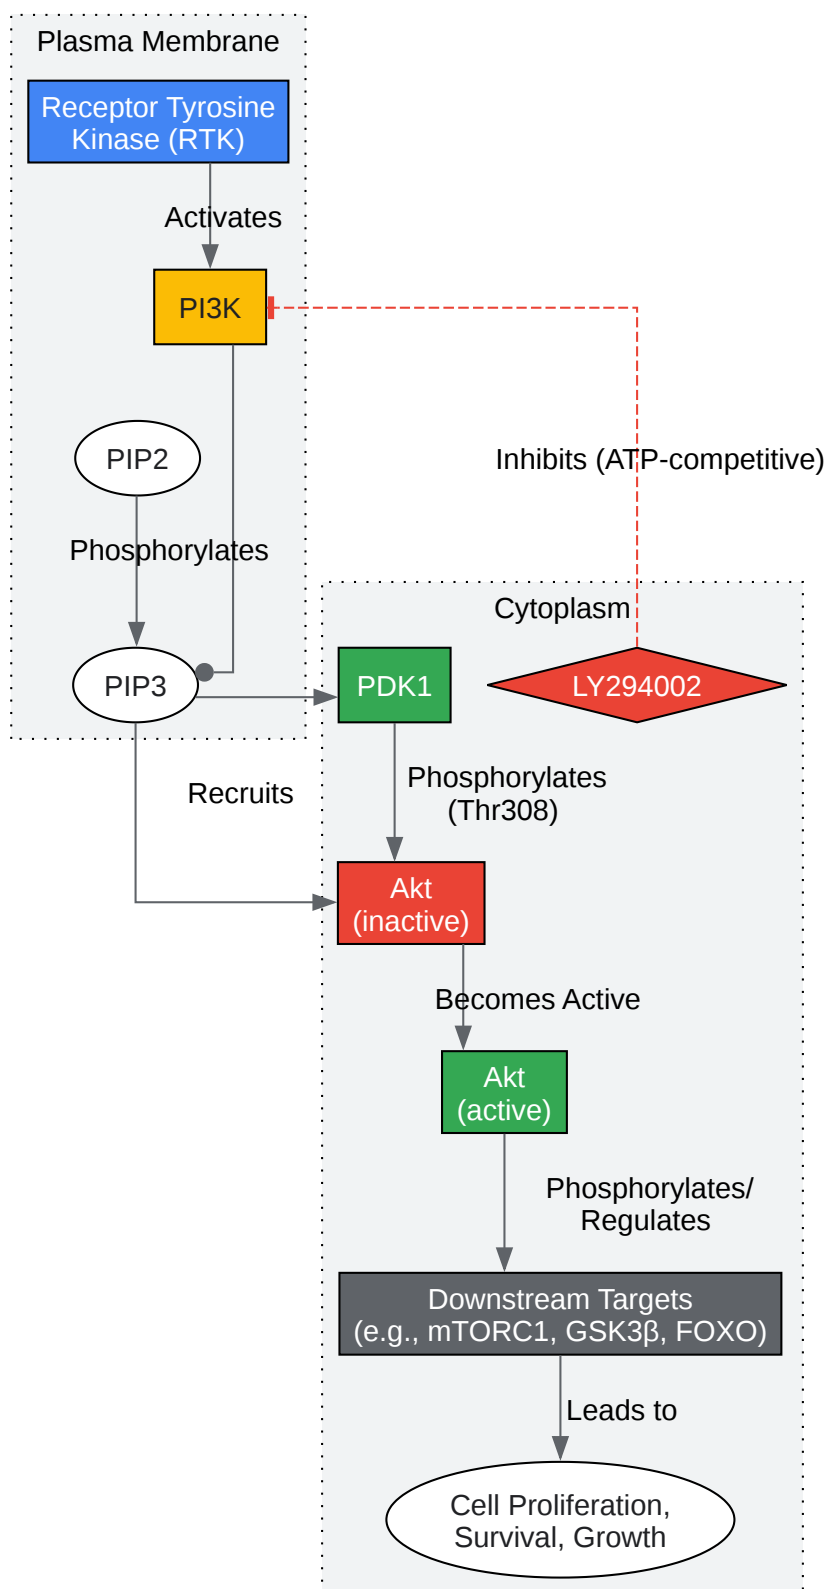 Plasma Membrane
Receptor Tyrosine
Kinase (RTK)
Activates
PI3K
PIP2
Inhibits (ATP-competitive)
Phosphorylates
Cytoplasm
PIP3
PDK1
LY294002
Recruits
Phosphorylates
(Thr308)
Akt
(inactive)
Becomes Active
Akt
(active)
Phosphorylates/
Regulates
Downstream Targets
(e.g., mTORC1, GSK3β, FOXO)
Leads to
Cell Proliferation,
Survival, Growth